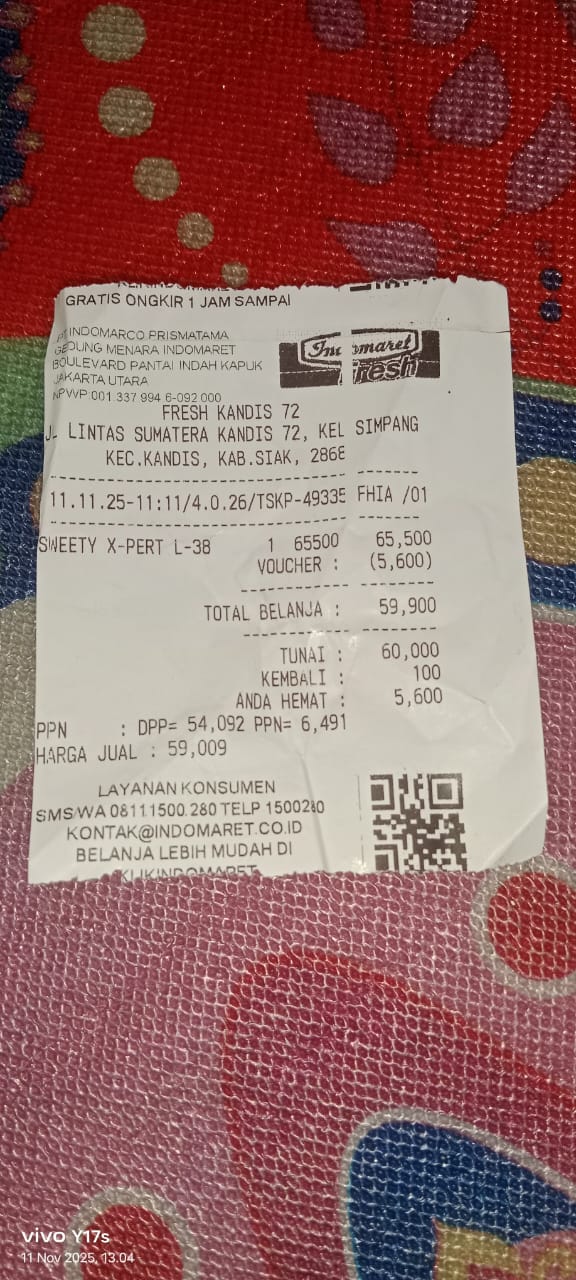 GRATIS ONGKIR 1 JAM SAMPAI
INDOMARCO PRISMATAMA
GEDUNG MENARA INDOMARET
BOULEVARD PANTAI INDAH KAPUK
JAKARTA UTARA
NPWP:001.337.994.6-092.000
Indomaret
fresh
FRESH KANDIS 72
JL LINTAS SUMATERA KANDIS 72, KEL SIMPANG
KEC.KANDIS, KAB.SIAK, 2868
11.11.25-11:11/4.0.26/TSKP-49335 FHIA /01
SWEETY X-PERT L-38 1 65500 65,500
VOUCHER : (5,600)
TOTAL BELANJA : 59,900
TUNAI : 60,000
KEMBALI : 100
ANDA HEMAT : 5,600
PPN : DPP= 54,092 PPN= 6,491
HARGA JUAL : 59,009
LAYANAN KONSUMEN
SMS/WA 0811.1500.280 TELP 1500280
KONTAK@INDOMARET.CO.ID
BELANJA LEBIH MUDAH DI
KLIKINDOMARET
vivo Y17s
11 Nov 2025, 13.04